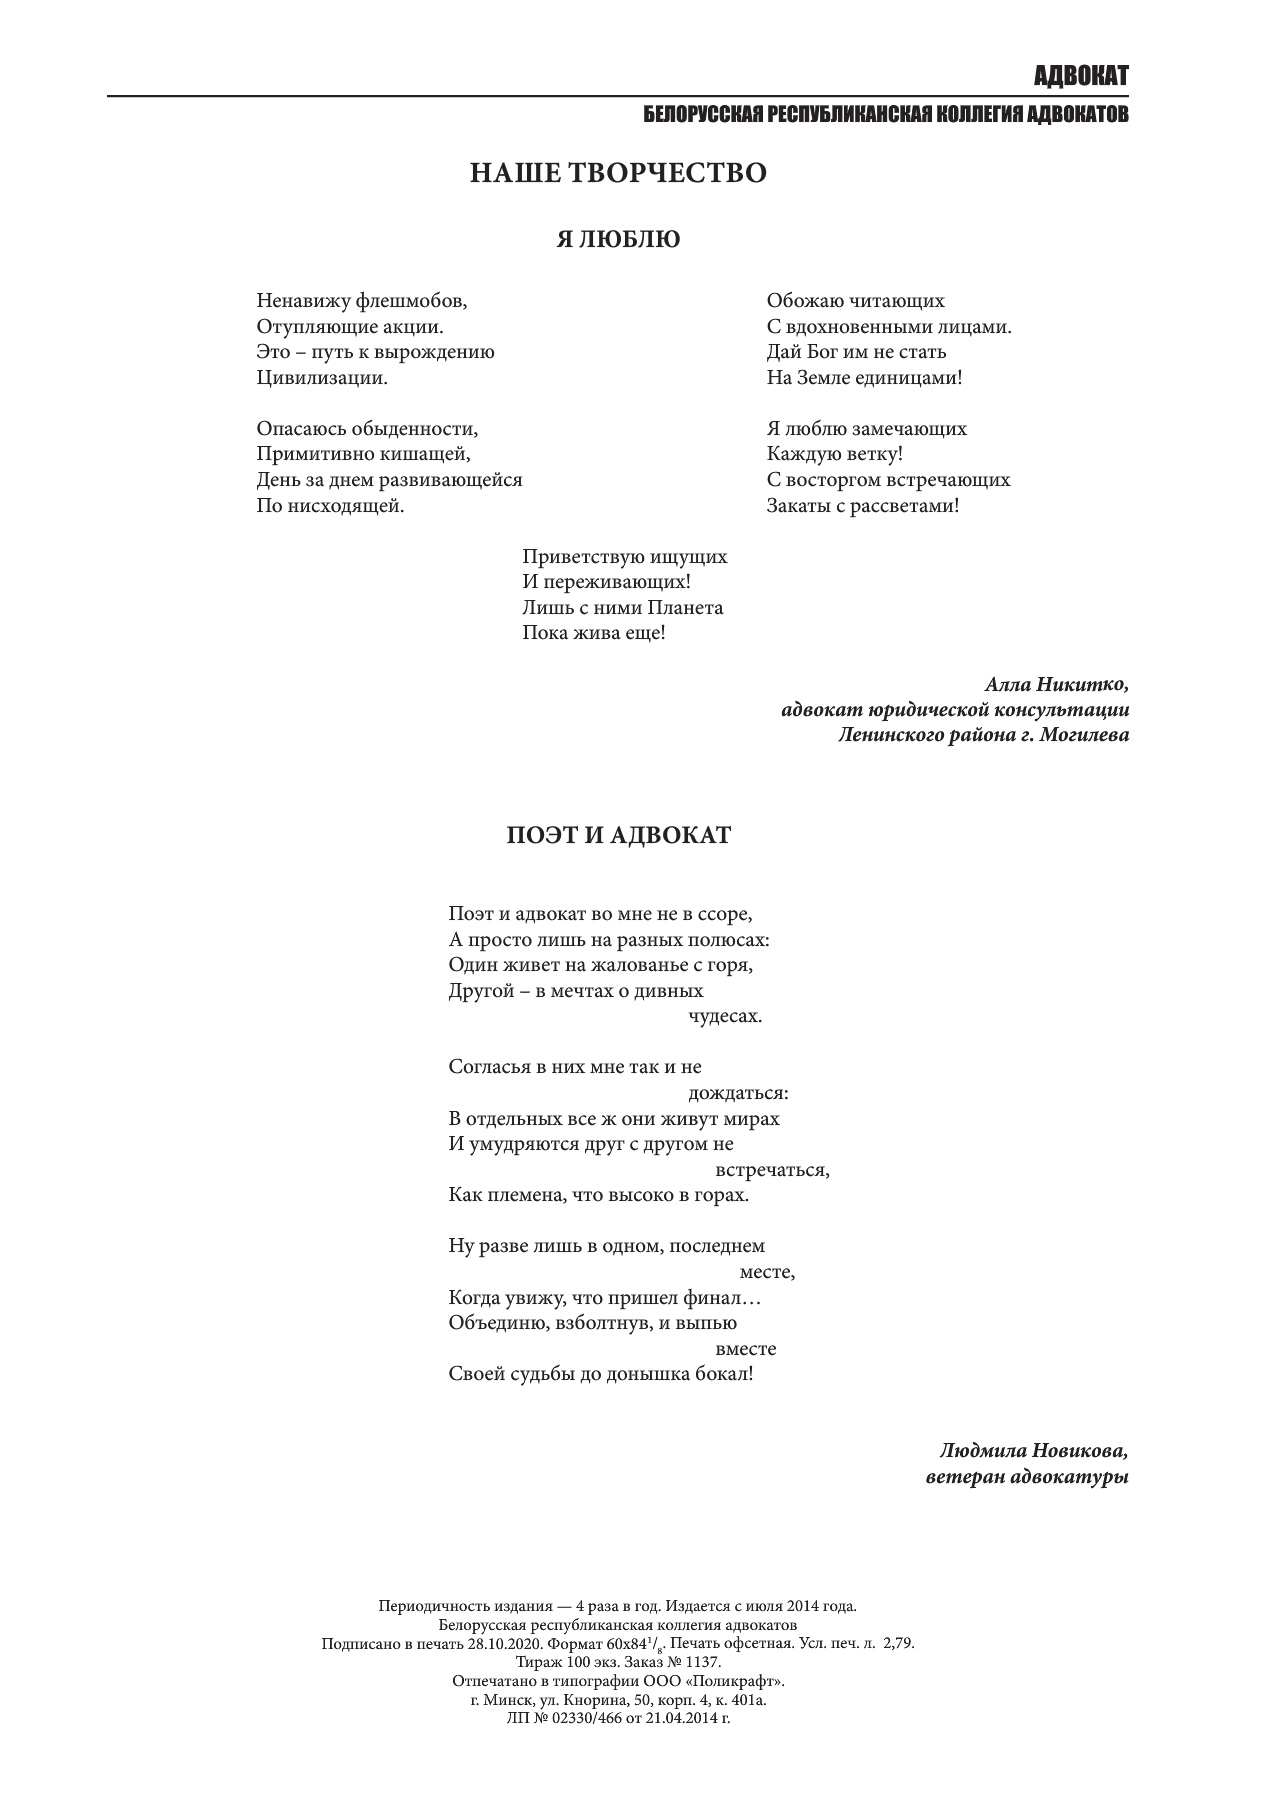 АДВОКАТ
БЕЛОРУССКАЯ РЕСПУБЛИКАНСКАЯ КОЛЛЕГИЯ АДВОКАТОВ
НАШЕ ТВОРЧЕСТВО
Я ЛЮБЛЮ
Ненавижу флешмобов,
Отупляющие акции.
Это – путь к вырождению
Цивилизации.
Опасаюсь обыденности,
Примитивно кишащей,
День за днем развивающейся
По нисходящей.
Обожаю читающих
С вдохновенными лицами.
Дай Бог им не стать
На Земле единицами!
Я люблю замечающих
Каждую ветку!
С восторгом встречающих
Закаты с рассветами!
Приветствую ищущих
И переживающих!
Лишь с ними Планета
Пока жива еще!
Алла Никитко,
адвокат юридической консультации
Ленинского района г. Могилева
ПОЭТ И АДВОКАТ
Поэт и адвокат во мне не в ссоре,
А просто лишь на разных полюсах:
Один живет на жалованье с горя,
Другой – в мечтах о дивных
чудесах.
Согласья в них мне так и не
дождаться:
В отдельных все ж они живут мирах
И умудряются друг с другом не
встречаться,
Как племена, что высоко в горах.
Ну разве лишь в одном, последнем
месте,
Когда увижу, что пришел финал…
Объединю, взболтнув, и выпью
вместе
Своей судьбы до донышка бокал!
Людмила Новикова,
ветеран адвокатуры
Периодичность издания — 4 раза в год. Издается с июля 2014 года.
Белорусская республиканская коллегия адвокатов
Подписано в печать 28.10.2020. Формат 60х84¹/₈. Печать офсетная. Усл. печ. л. 2,79.
Тираж 100 экз. Заказ № 1137.
Отпечатано в типографии ООО «Поликрафт».
г. Минск, ул. Кнорина, 50, корп. 4, к. 401а.
ЛП № 02330/466 от 21.04.2014 г.